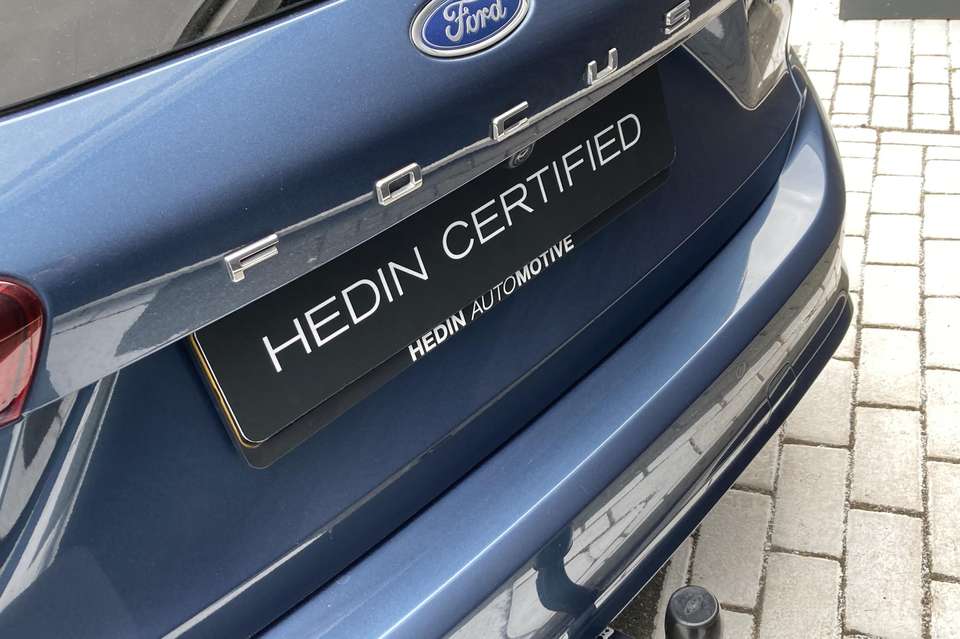 Ford
FOCUS
HEDIN CERTIFIED
HEDIN AUTOMOTIVE